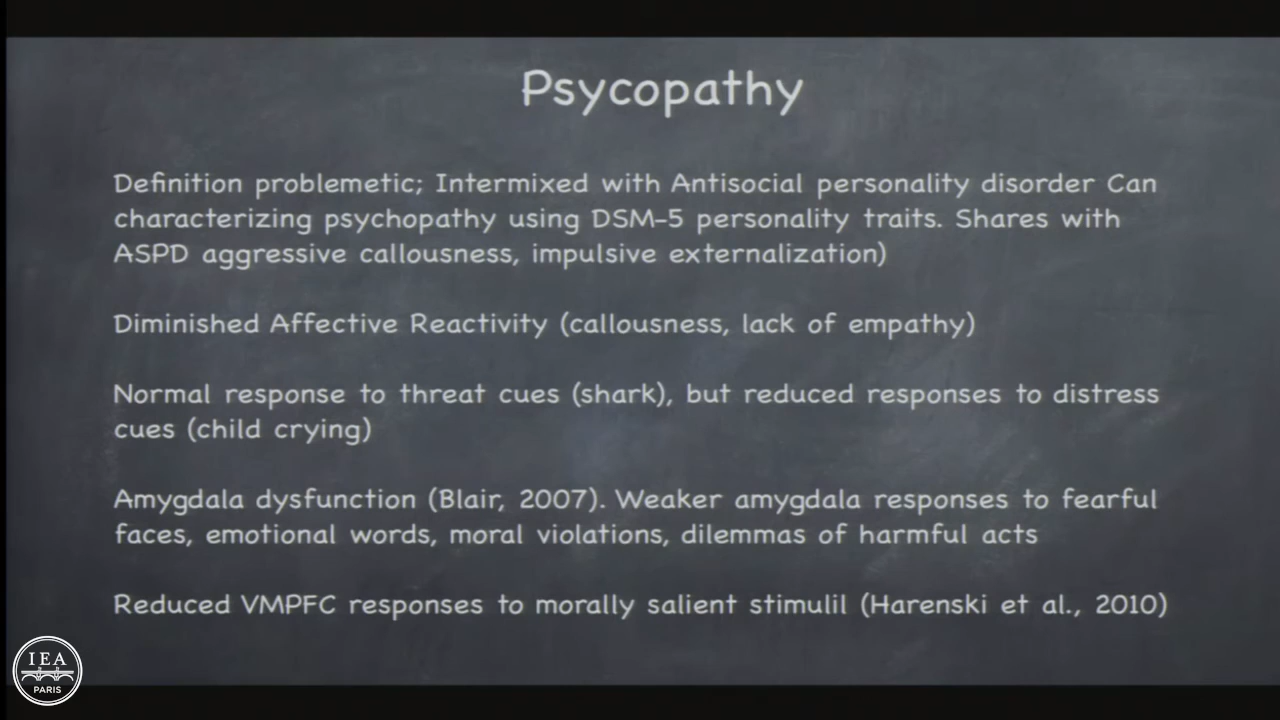 Psycopathy
Definition problemetic; Intermixed with Antisocial personality disorder Can
characterizing psychopathy using DSM-5 personality traits. Shares with
ASPD aggressive callousness, impulsive externalization)
Diminished Affective Reactivity (callousness, lack of empathy)
Normal response to threat cues (shark), but reduced responses to distress
cues (child crying)
Amygdala dysfunction (Blair, 2007). Weaker amygdala responses to fearful
faces, emotional words, moral violations, dilemmas of harmful acts
Reduced VMPFC responses to morally salient stimulil (Harenski et al., 2010)
IEA
PARIS